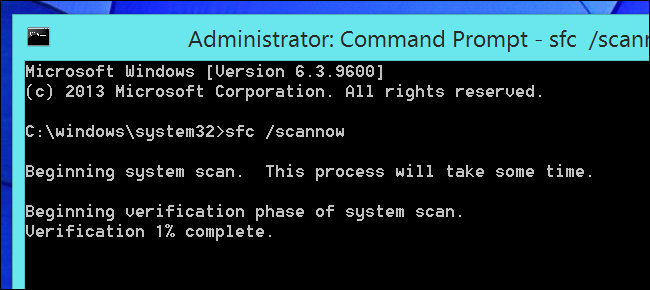 Administrator: Command Prompt - sfc /scann
Microsoft Windows [Version 6.3.9600]
(c) 2013 Microsoft Corporation. All rights reserved.
C:\windows\system32>sfc /scannow
Beginning system scan.  This process will take some time.
Beginning verification phase of system scan.
Verification 1% complete.